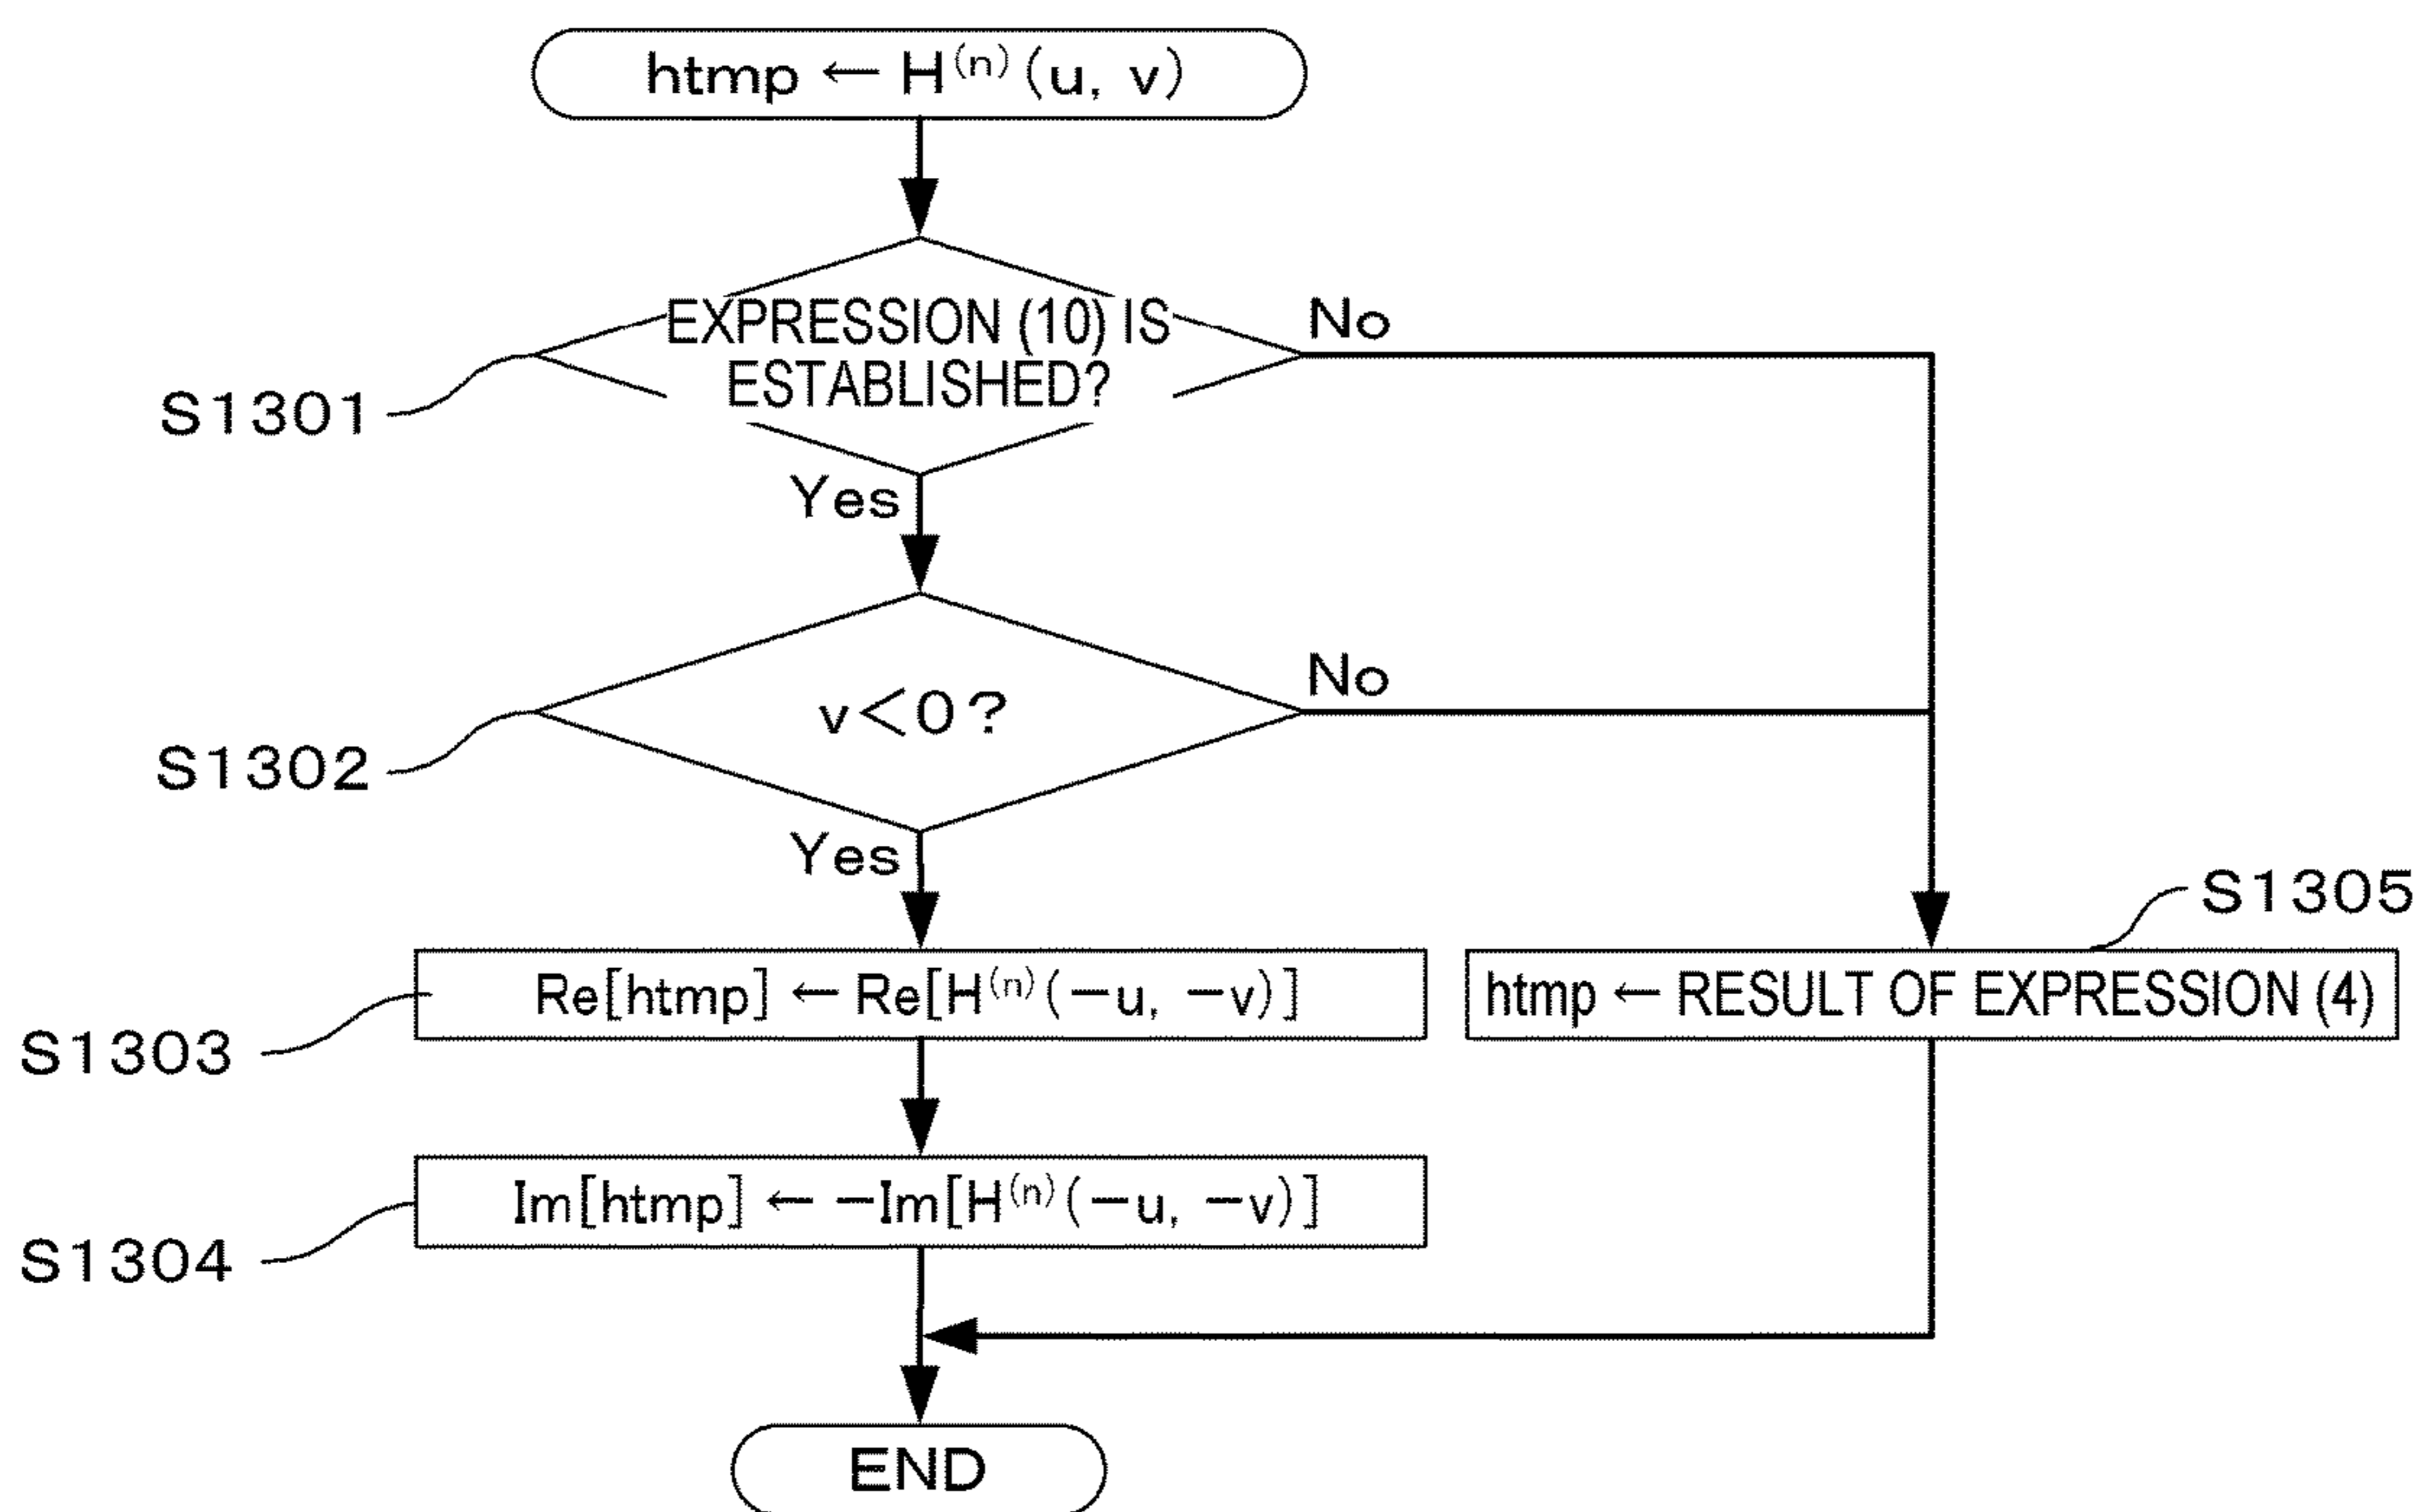 htmp ← H⁽ⁿ⁾(u, v)
EXPRESSION (10) IS
ESTABLISHED?
No
S1301
Yes
v<0?
No
S1302
Yes
S1305
Re[htmp] ← Re[H⁽ⁿ⁾(−u, −v)]
htmp ← RESULT OF EXPRESSION (4)
S1303
Im[htmp] ← −Im[H⁽ⁿ⁾(−u, −v)]
S1304
END